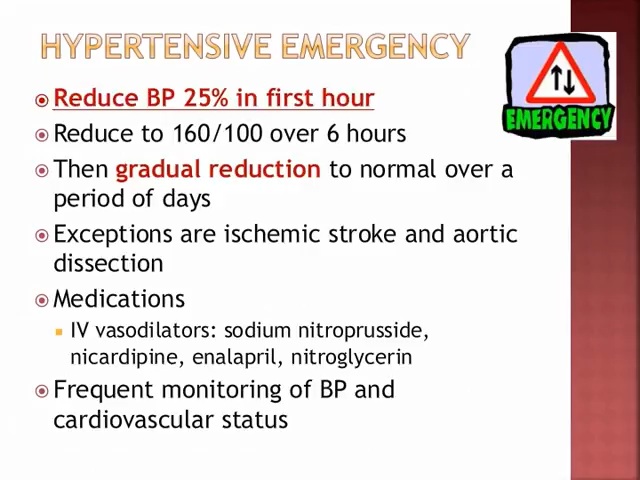 HYPERTENSIVE EMERGENCY
Reduce BP 25% in first hour
Reduce to 160/100 over 6 hours
Then gradual reduction to normal over a
period of days
Exceptions are ischemic stroke and aortic
dissection
Medications
IV vasodilators: sodium nitroprusside,
nicardipine, enalapril, nitroglycerin
Frequent monitoring of BP and
cardiovascular status
EMERGENCY